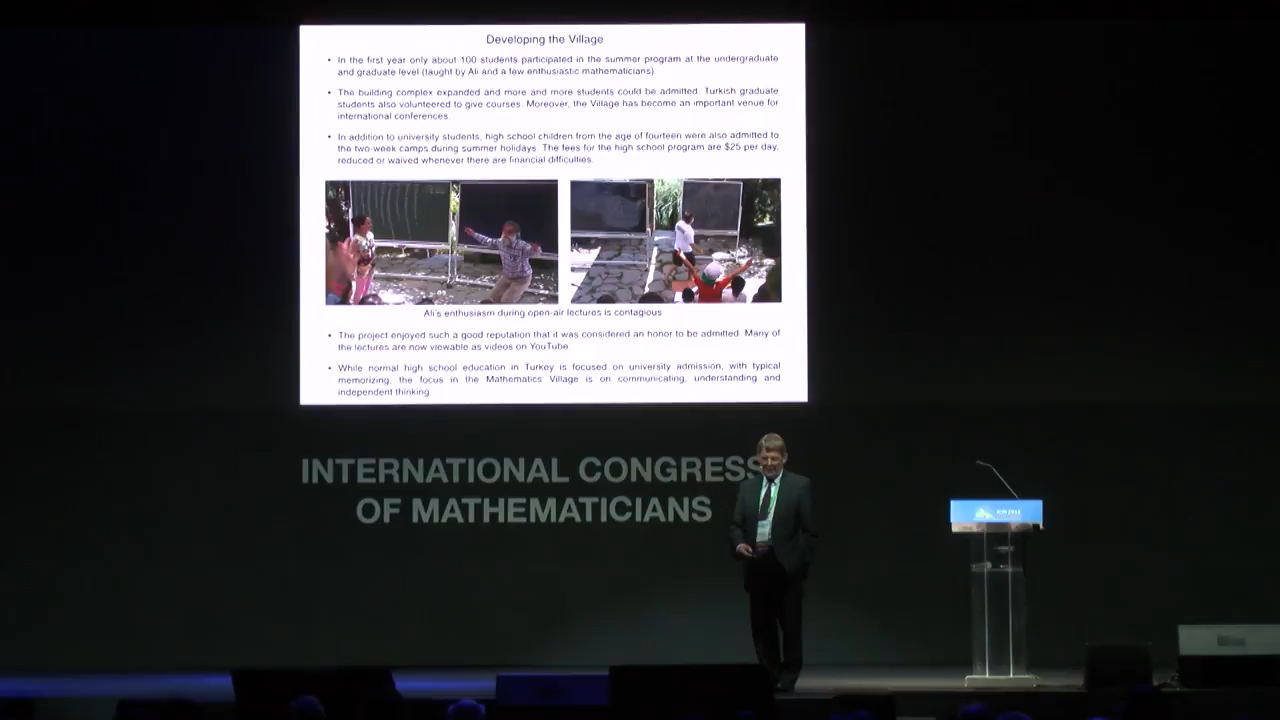 Developing the Village
• In the first year only about 100 students participated in the summer program at the undergraduate
and graduate level (taught by Ali and a few enthusiastic mathematicians).
• The building complex expanded and more and more students could be admitted. Turkish graduate
students also volunteered to give courses. Moreover, the Village has become an important venue for
international conferences.
• In addition to university students, high school children from the age of fourteen were also admitted to
the two-week camps during summer holidays. The fees for the high school program are $25 per day,
reduced or waived whenever there are financial difficulties.
Ali's enthusiasm during open-air lectures is contagious
• The project enjoyed such a good reputation that it was considered an honor to be admitted. Many of
the lectures are now viewable as videos on YouTube.
• While normal high school education in Turkey is focused on university admission, with typical
memorizing, the focus in the Mathematics Village is on communicating, understanding and
independent thinking.
INTERNATIONAL CONGRESS
OF MATHEMATICIANS
ICM 2018